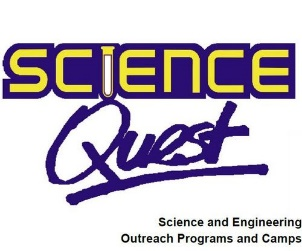 SCIENCE
Quest
Science and Engineering
Outreach Programs and Camps